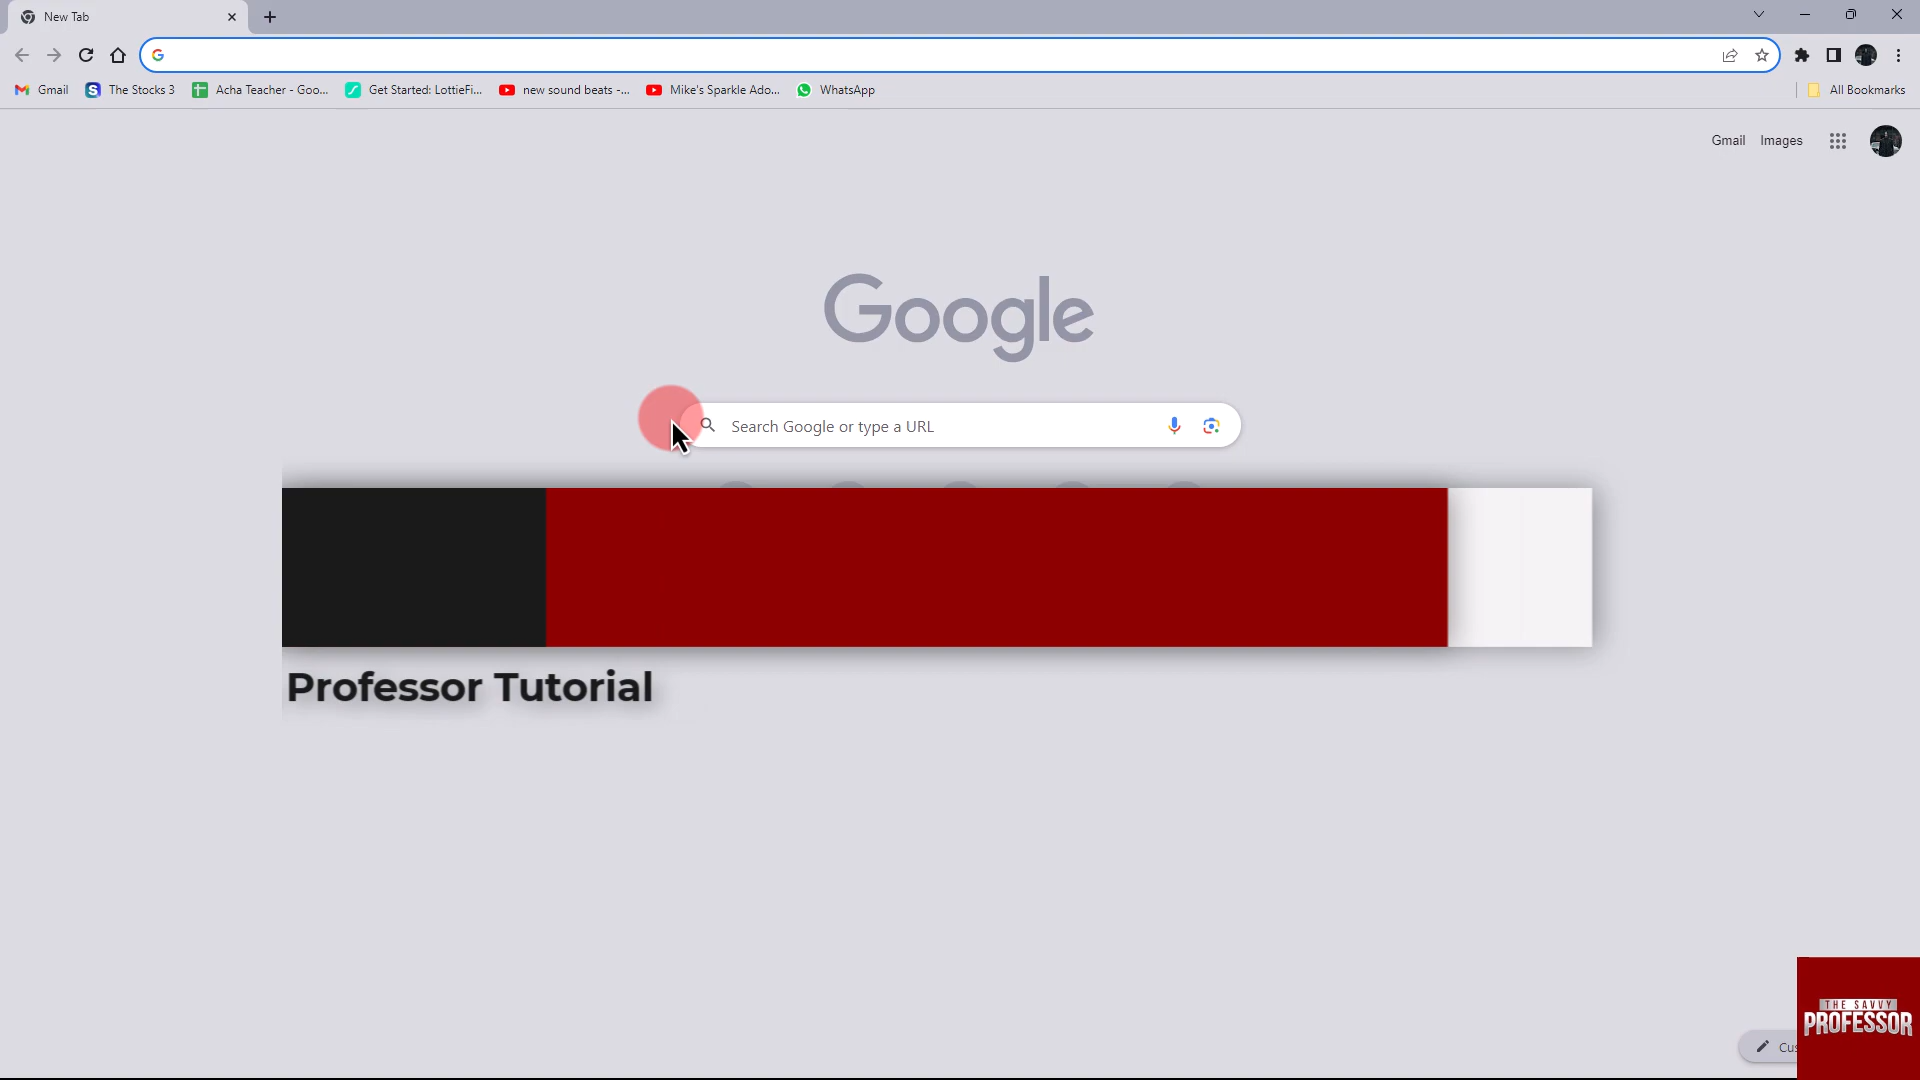 New Tab
Gmail
The Stocks 3
Acha Teacher - Goo...
Get Started: LottieFi...
new sound beats -...
Mike's Sparkle Ado...
WhatsApp
All Bookmarks
Gmail
Images
Google
Search Google or type a URL
Professor Tutorial
THE SAVVY
PROFESSOR